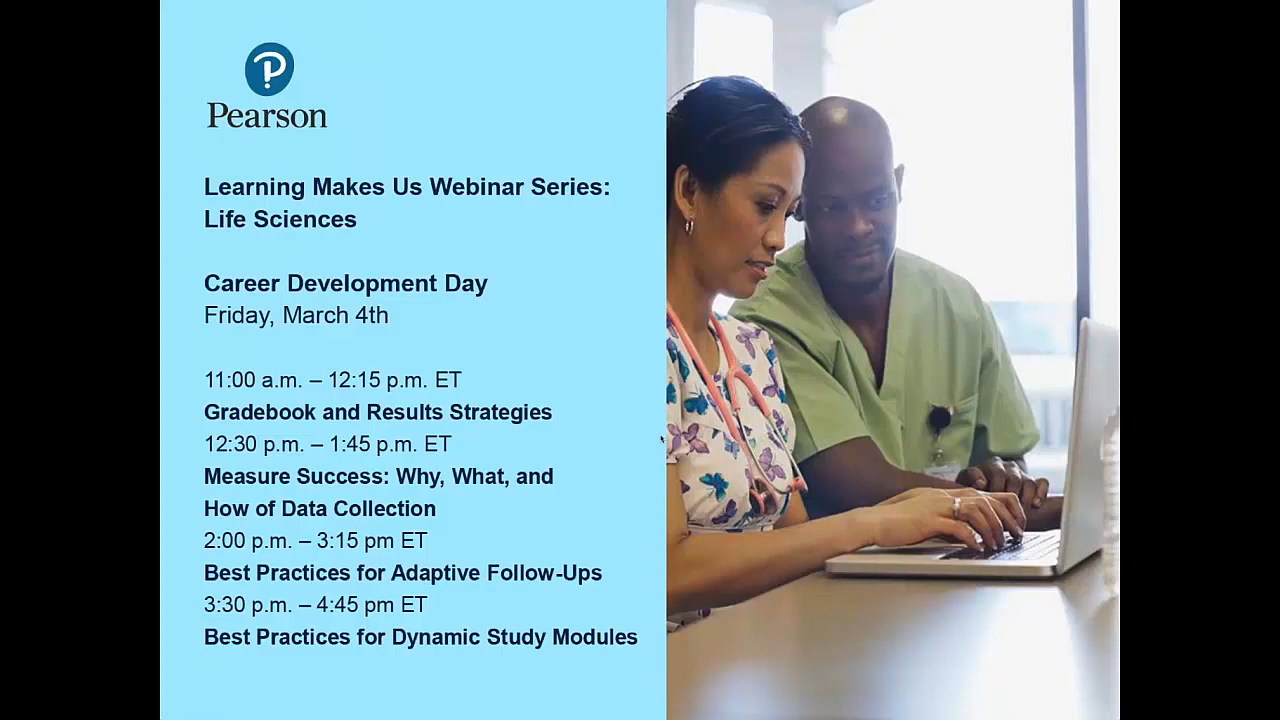 Pearson
Learning Makes Us Webinar Series:
Life Sciences
Career Development Day
Friday, March 4th
11:00 a.m. – 12:15 p.m. ET
Gradebook and Results Strategies
12:30 p.m. – 1:45 p.m. ET
Measure Success: Why, What, and
How of Data Collection
2:00 p.m. – 3:15 pm ET
Best Practices for Adaptive Follow-Ups
3:30 p.m. – 4:45 pm ET
Best Practices for Dynamic Study Modules